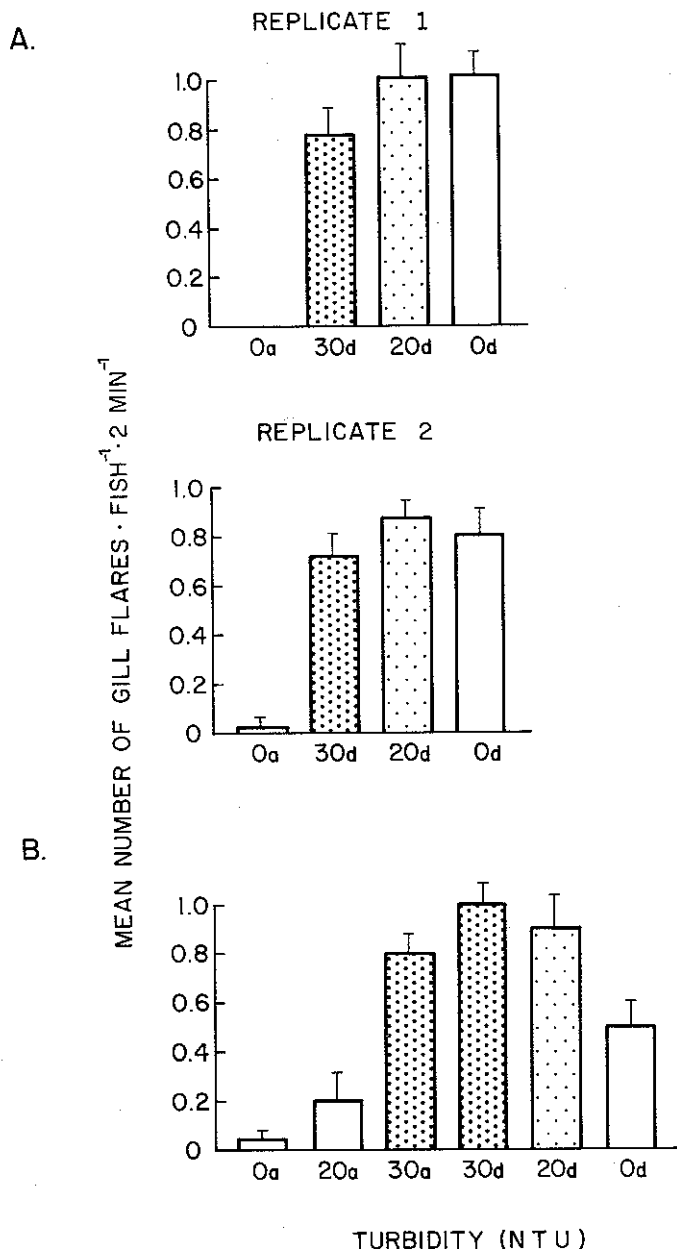 A.
REPLICATE 1
1.0
0.8
0.6
0.4
0.2
0
0a 30d 20d 0d
REPLICATE 2
1.0
0.8
0.6
0.4
0.2
0
0a 30d 20d 0d
MEAN NUMBER OF GILL FLARES · FISH⁻¹ · 2 MIN⁻¹
B.
1.0
0.8
0.6
0.4
0.2
0
0a 20a 30a 30d 20d 0d
TURBIDITY (NTU)